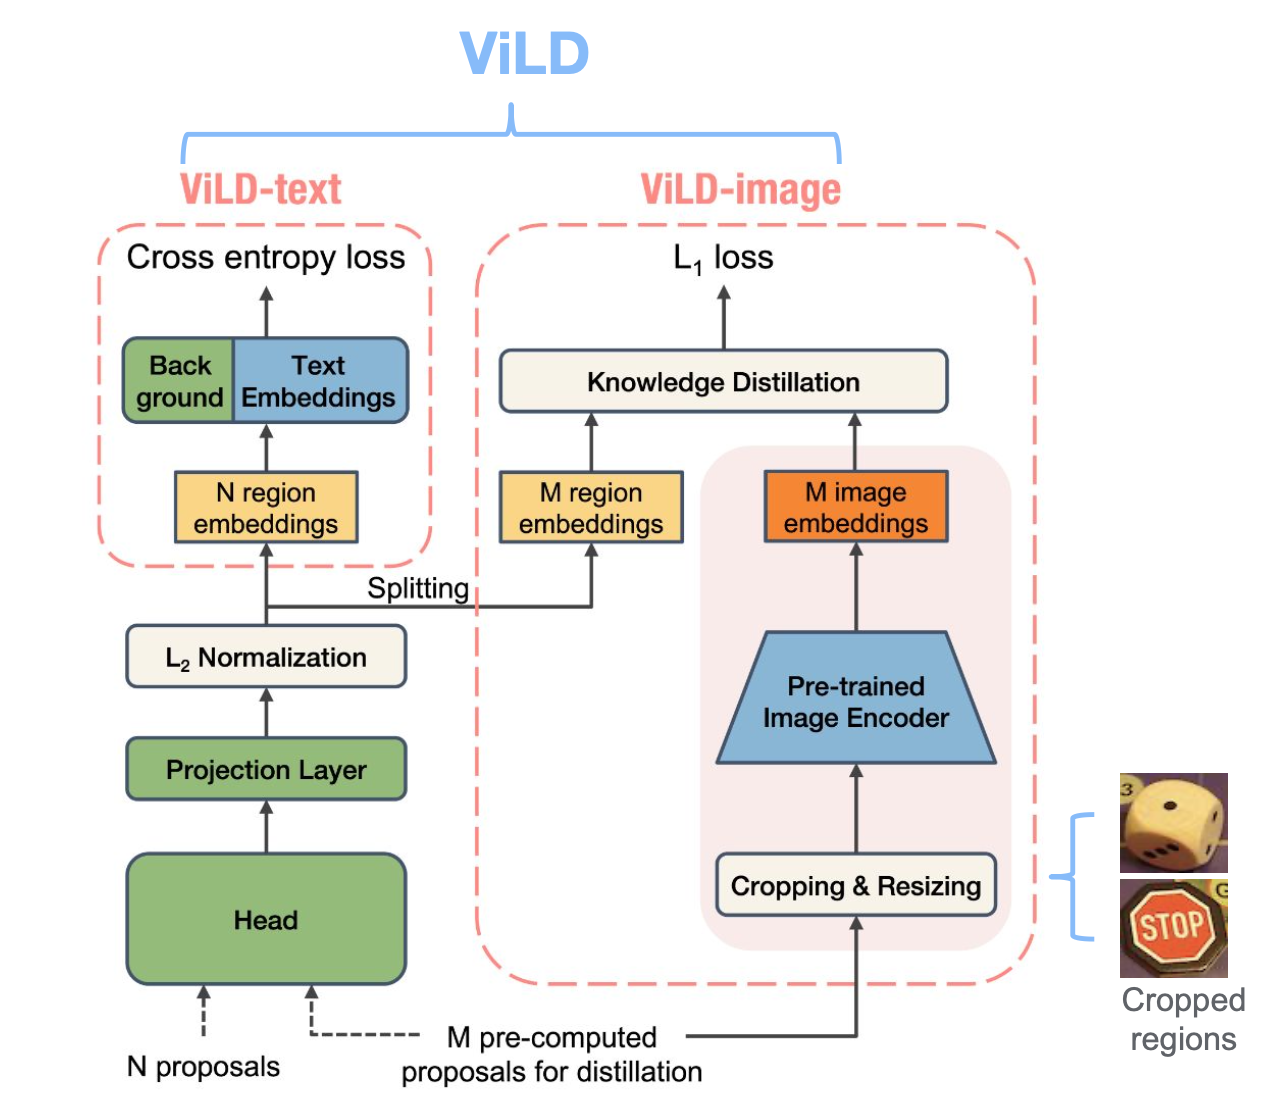 ViLD
ViLD-text
ViLD-image
Cross entropy loss
Back
ground
Text
Embeddings
N region
embeddings
L₁ loss
Knowledge Distillation
M region
embeddings
M image
embeddings
Splitting
L₂ Normalization
Projection Layer
Head
Pre-trained
Image Encoder
Cropping & Resizing
N proposals
M pre-computed
proposals for distillation
3
G
STOP
Cropped
regions